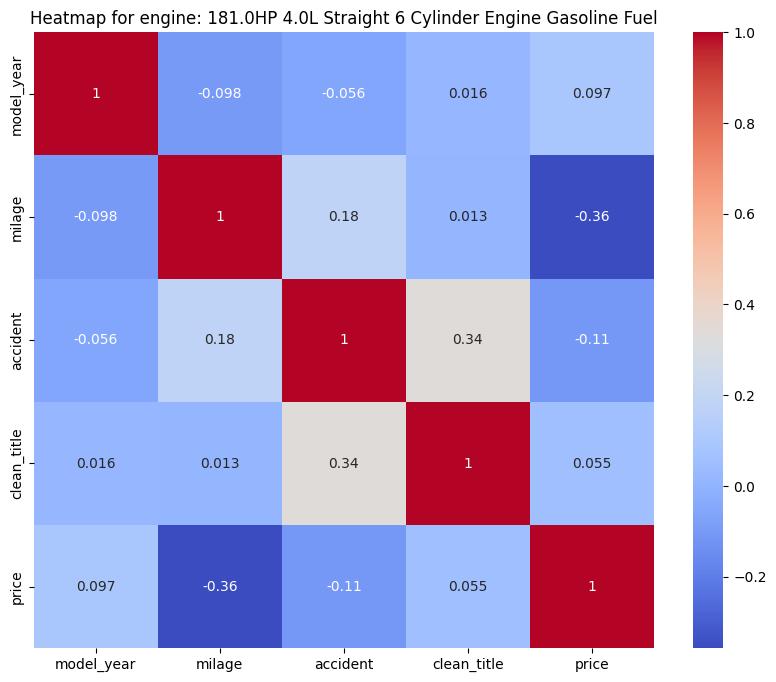 Heatmap for engine: 181.0HP 4.0L Straight 6 Cylinder Engine Gasoline Fuel
model_year 1 -0.098 -0.056 0.016 0.097
milage -0.098 1 0.18 0.013 -0.36
accident -0.056 0.18 1 0.34 -0.11
clean_title 0.016 0.013 0.34 1 0.055
price 0.097 -0.36 -0.11 0.055 1
model_year milage accident clean_title price
1.0
0.8
0.6
0.4
0.2
0.0
−0.2